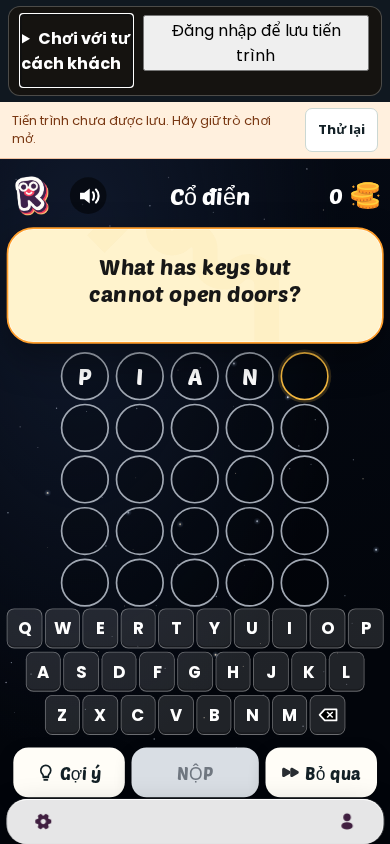 ▶ Chơi với tư
cách khách
Đăng nhập để lưu tiến
trình
Tiến trình chưa được lưu. Hãy giữ trò chơi
mở.
Thử lại
R
Cổ điển
0
What has keys but
cannot open doors?
P I A N
Q W E R T Y U I O P
A S D F G H J K L
Z X C V B N M
Gợi ý
NỘP
Bỏ qua